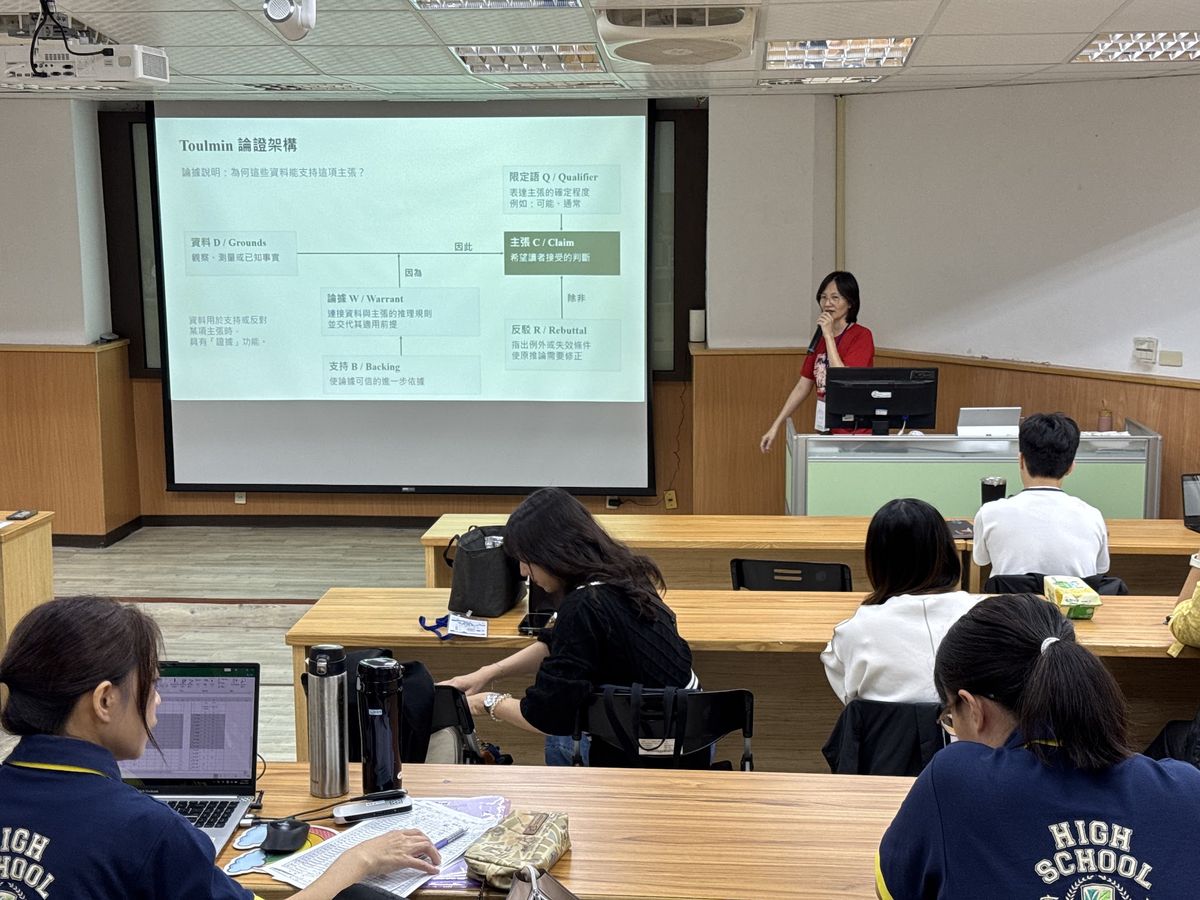 Toulmin 論證架構
論據說明：為何這些資料能支持這項主張？
限定語 Q / Qualifier
表達主張的確定程度
例如：可能、通常
資料 D / Grounds
觀察、測量或已知事實
因此
主張 C / Claim
希望讀者接受的判斷
因為
除非
論據 W / Warrant
連接資料與主張的推理規則
並交代其適用前提
資料用於支持或反對
某項主張時，
具有「證據」功能。
反駁 R / Rebuttal
指出例外或失效條件
使原推論需要修正
支持 B / Backing
使論據可信的進一步依據
HIGH
SCHOOL
HIGH
SCHOOL